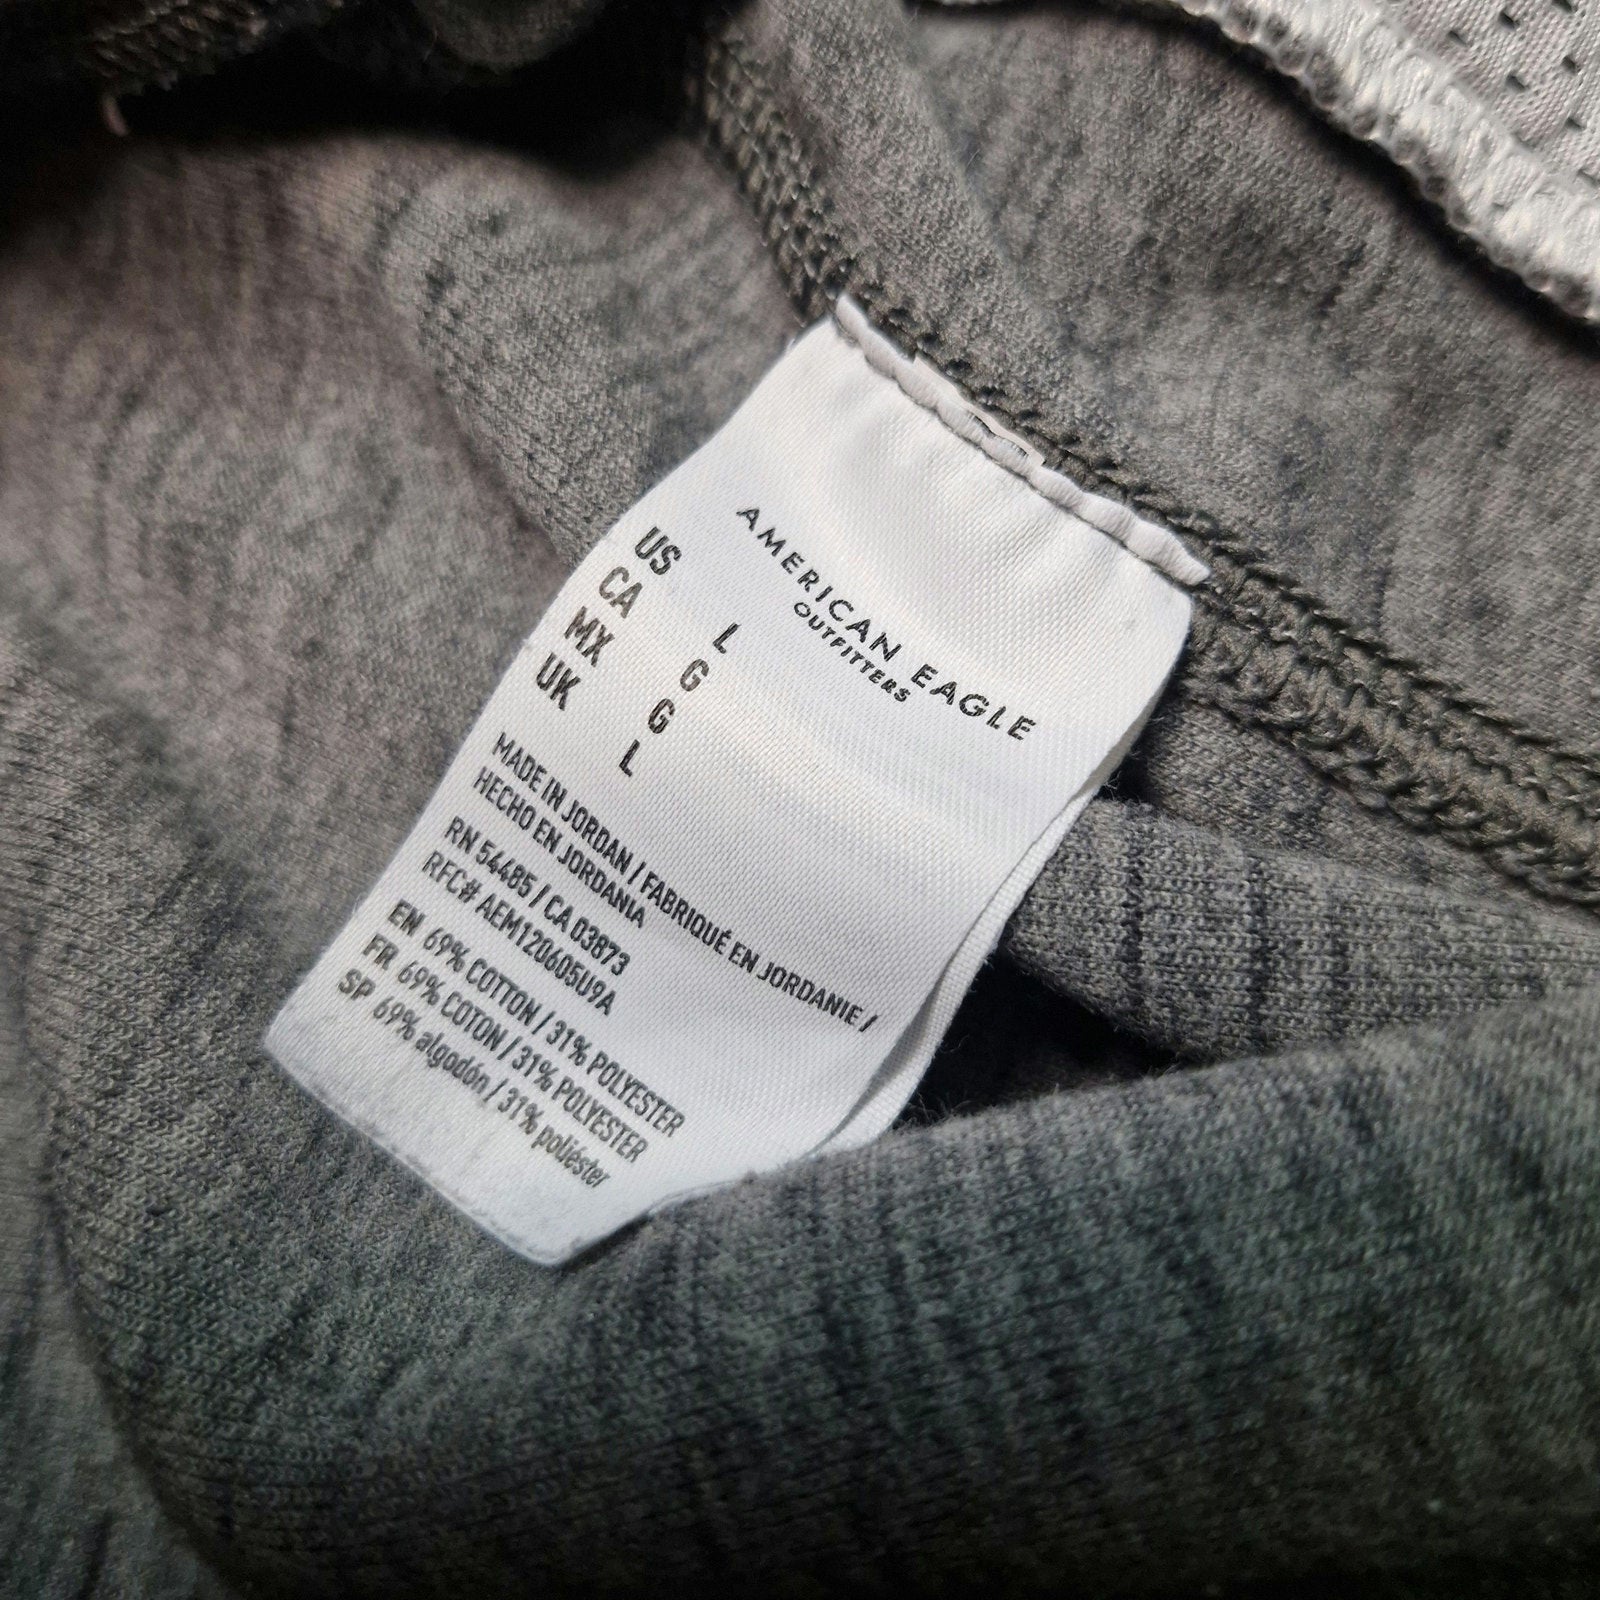 AMERICAN EAGLE
OUTFITTERS
US L
CA G
MX G
UK L
MADE IN JORDAN / FABRIQUÉ EN JORDANIE /
HECHO EN JORDANIA
RN 54485 / CA 03873
RFC# AEM120605U9A
EN 69% COTTON / 31% POLYESTER
FR 69% COTON / 31% POLYESTER
SP 69% algodón / 31% poliéster